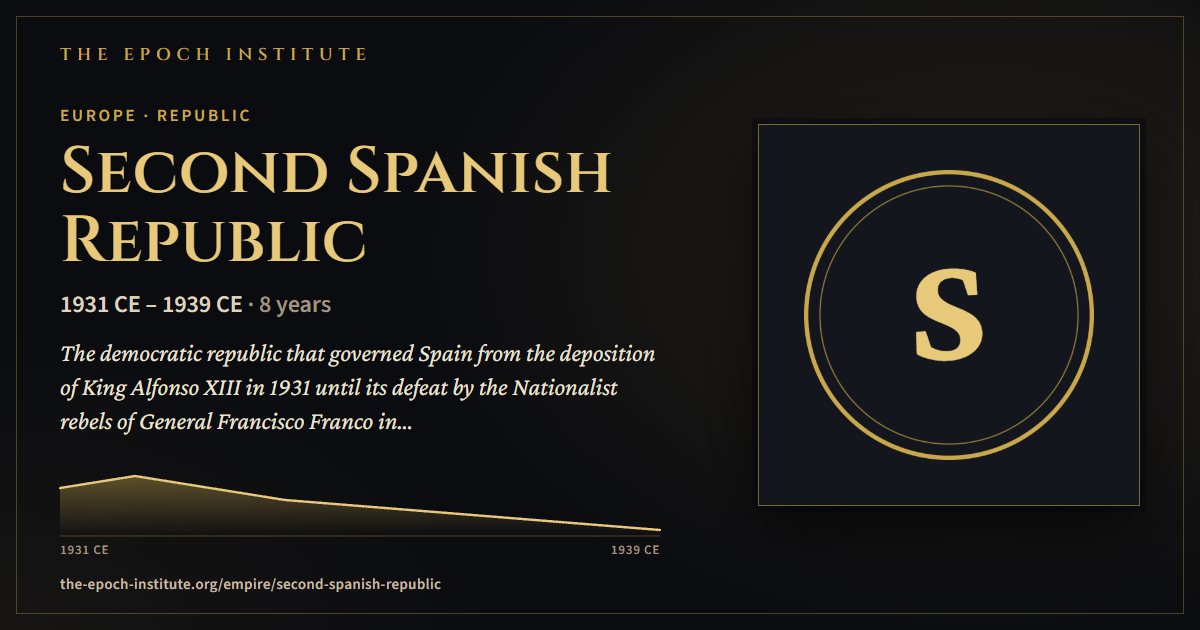 THE EPOCH INSTITUTE
EUROPE · REPUBLIC
SECOND SPANISH
REPUBLIC
1931 CE – 1939 CE · 8 years
The democratic republic that governed Spain from the deposition
of King Alfonso XIII in 1931 until its defeat by the Nationalist
rebels of General Francisco Franco in...
S
1931 CE
1939 CE
the-epoch-institute.org/empire/second-spanish-republic